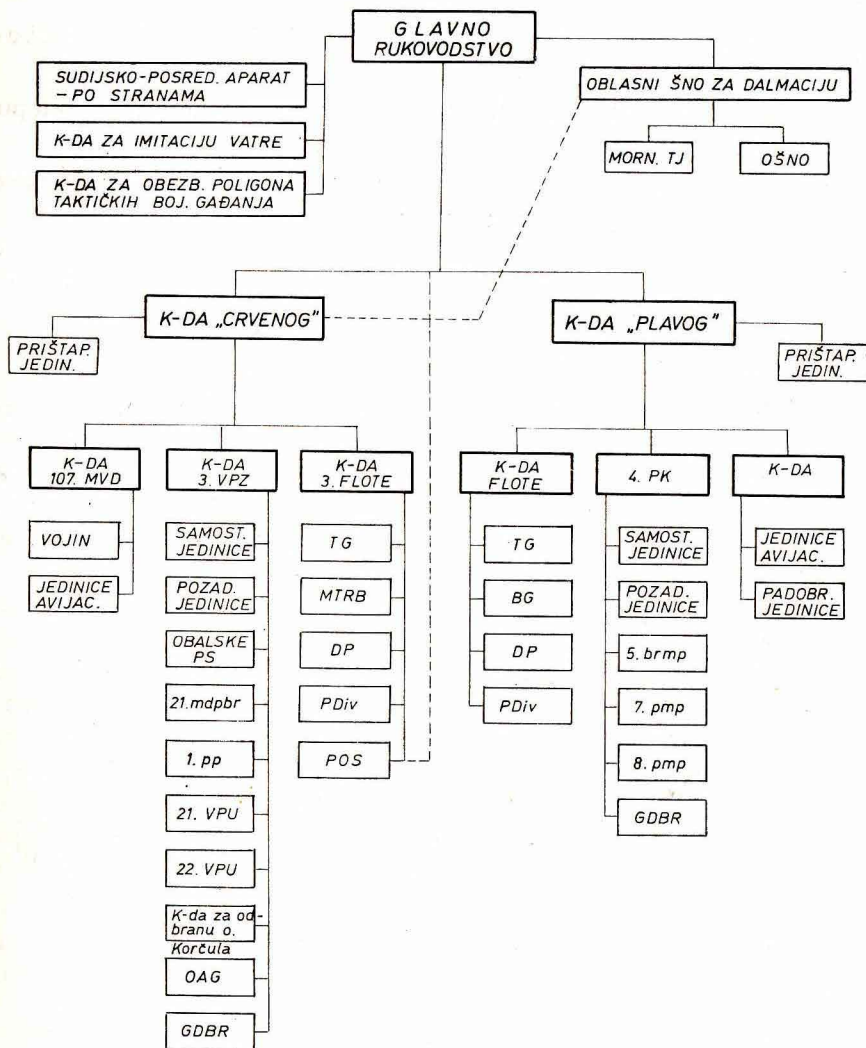 GLAVNO
RUKOVODSTVO
SUDIJSKO-POSRED. APARAT
- PO STRANAMA
K-DA ZA IMITACIJU VATRE
K-DA ZA OBEZB. POLIGONA
TAKTIČKIH BOJ. GAĐANJA
OBLASNI ŠNO ZA DALMACIJU
MORN. TJ
OŠNO
K-DA „CRVENOG"
PRIŠTAP.
JEDIN.
K-DA „PLAVOG"
PRIŠTAP.
JEDIN.
K-DA
107. MVD
VOJIN
JEDINICE
AVIJAC.
K-DA
3. VPZ
SAMOST.
JEDINICE
POZAD.
JEDINICE
OBALSKE
PS
21.mdpbr
1. pp
21. VPU
22. VPU
K-da za od-
branu o.
Korčula
OAG
GDBR
K-DA
3. FLOTE
TG
MTRB
DP
PDiv
POS
K-DA
FLOTE
TG
BG
DP
PDiv
4. PK
SAMOST.
JEDINICE
POZAD.
JEDINICE
5. brmp
7. pmp
8. pmp
GDBR
K-DA
JEDINICE
AVIJAC.
PADOBR.
JEDINICE